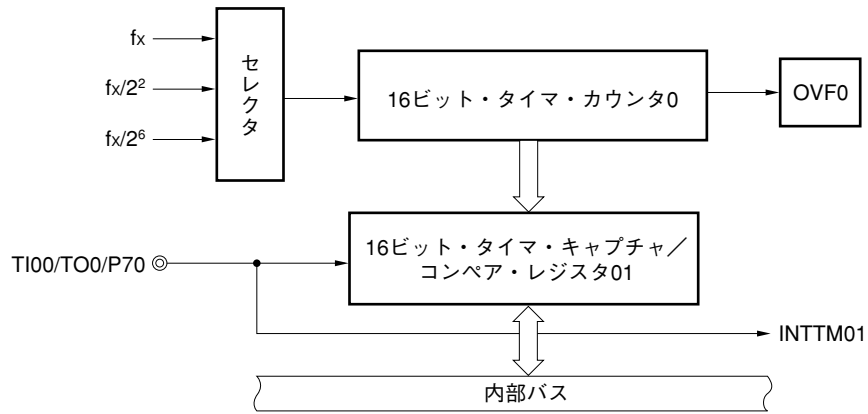 fx
fx/2²
fx/2⁶
セレクタ
16ビット・タイマ・カウンタ0
OVF0
TI00/TO0/P70
16ビット・タイマ・キャプチャ／
コンペア・レジスタ01
INTTM01
内部バス